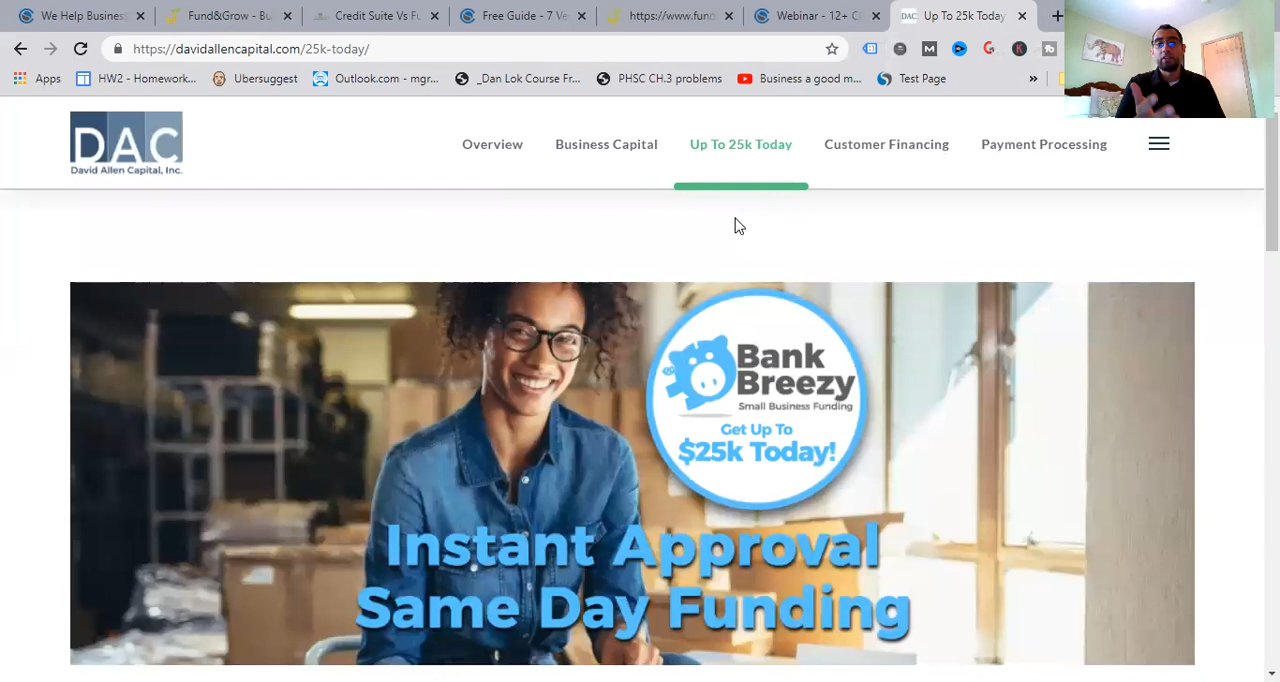 We Help Business
Fund&Grow - Bu
Credit Suite Vs Fu
Free Guide - 7 Ve
https://www.fund
Webinar - 12+ C
DAC
Up To 25k Today
https://davidallencapital.com/25k-today/
Apps
HW2 - Homework...
Ubersuggest
Outlook.com - mgr...
_Dan Lok Course Fr...
PHSC CH.3 problems
Business a good m...
Test Page
»
DAC
David Allen Capital, Inc.
Overview
Business Capital
Up To 25k Today
Customer Financing
Payment Processing
Bank
Breezy
Small Business Funding
Get Up To
$25k Today!
Instant Approval
Same Day Funding